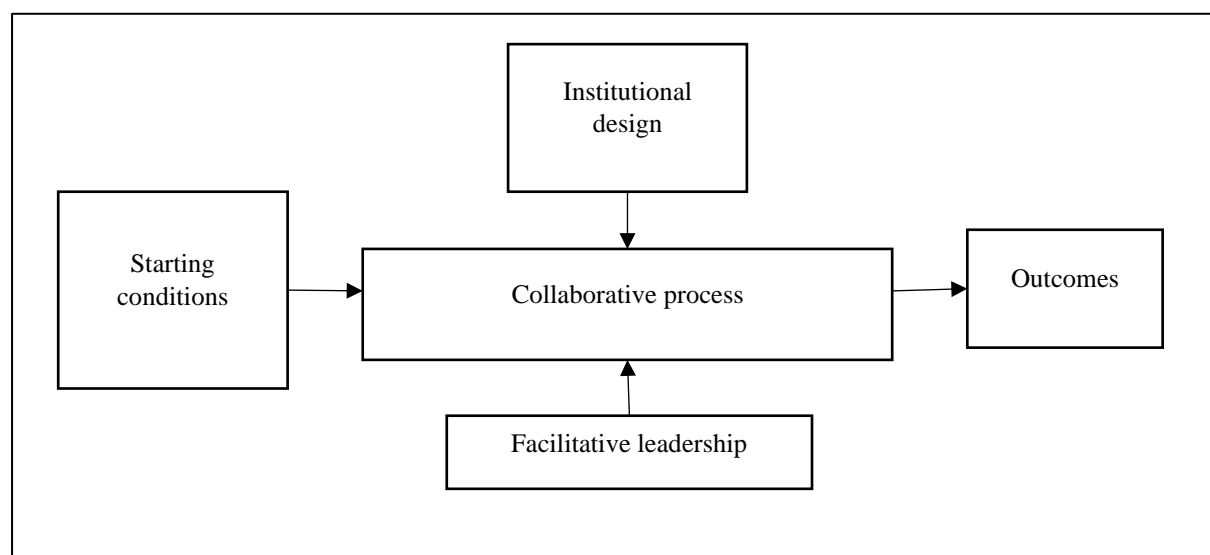 Institutional
design
Starting
conditions
Collaborative process
Outcomes
Facilitative leadership